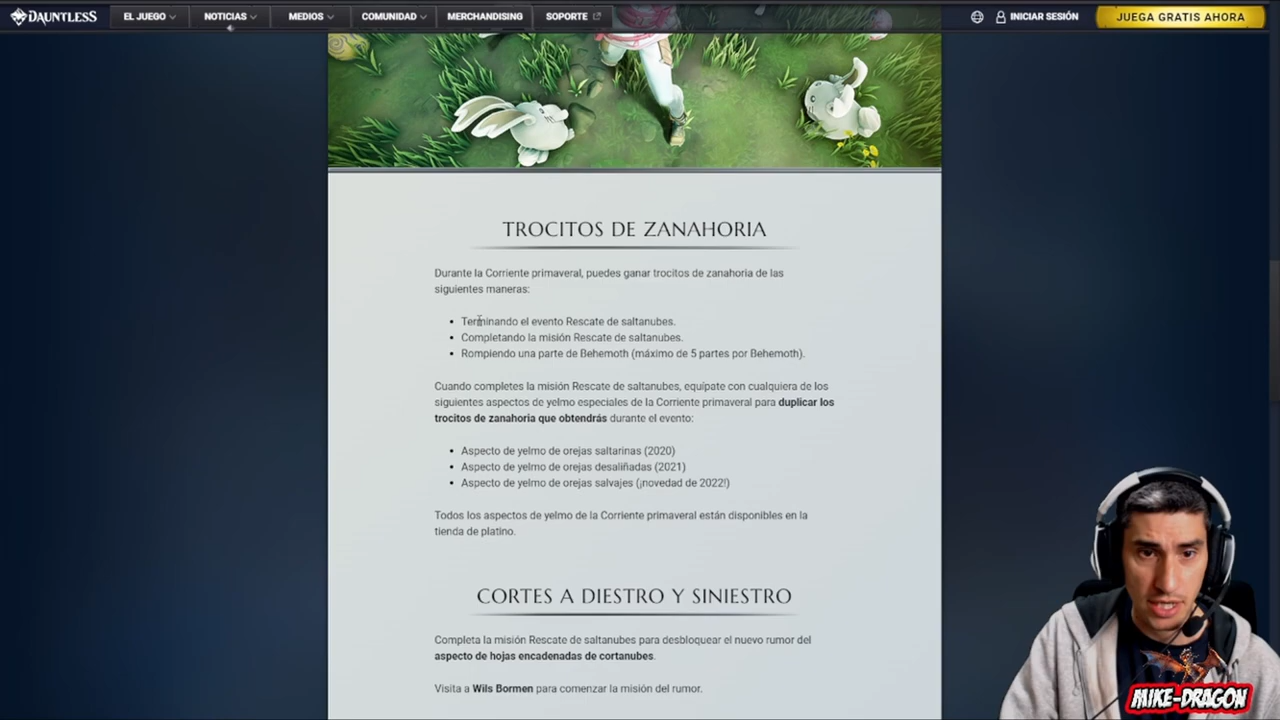 DAUNTLESS
EL JUEGO
NOTICIAS
MEDIOS
COMUNIDAD
MERCHANDISING
SOPORTE
INICIAR SESIÓN
JUEGA GRATIS AHORA
TROCITOS DE ZANAHORIA
Durante la Corriente primaveral, puedes ganar trocitos de zanahoria de las
siguientes maneras:
• Terminando el evento Rescate de saltanubes.
• Completando la misión Rescate de saltanubes.
• Rompiendo una parte de Behemoth (máximo de 5 partes por Behemoth).
Cuando completes la misión Rescate de saltanubes, equípate con cualquiera de los
siguientes aspectos de yelmo especiales de la Corriente primaveral para duplicar los
trocitos de zanahoria que obtendrás durante el evento:
• Aspecto de yelmo de orejas saltarinas (2020)
• Aspecto de yelmo de orejas desaliñadas (2021)
• Aspecto de yelmo de orejas salvajes (¡novedad de 2022!)
Todos los aspectos de yelmo de la Corriente primaveral están disponibles en la
tienda de platino.
CORTES A DIESTRO Y SINIESTRO
Completa la misión Rescate de saltanubes para desbloquear el nuevo rumor del
aspecto de hojas encadenadas de cortanubes.
Visita a Wils Bormen para comenzar la misión del rumor.
MIKE-DRAGON